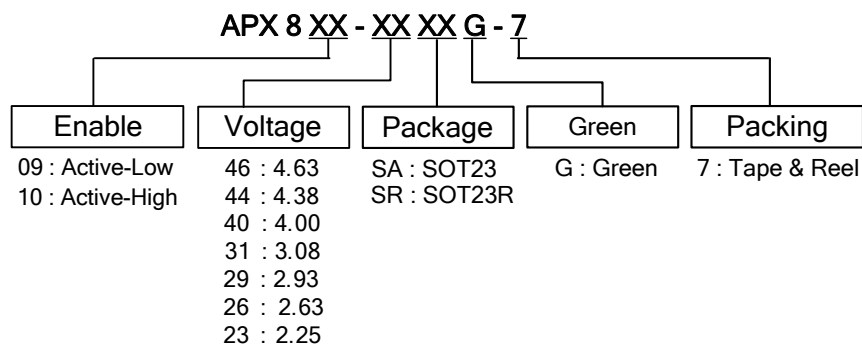 APX 8 XX - XX XX G - 7
Enable
09 : Active-Low
10 : Active-High
Voltage
46 : 4.63
44 : 4.38
40 : 4.00
31 : 3.08
29 : 2.93
26 : 2.63
23 : 2.25
Package
SA : SOT23
SR : SOT23R
Green
G : Green
Packing
7 : Tape & Reel